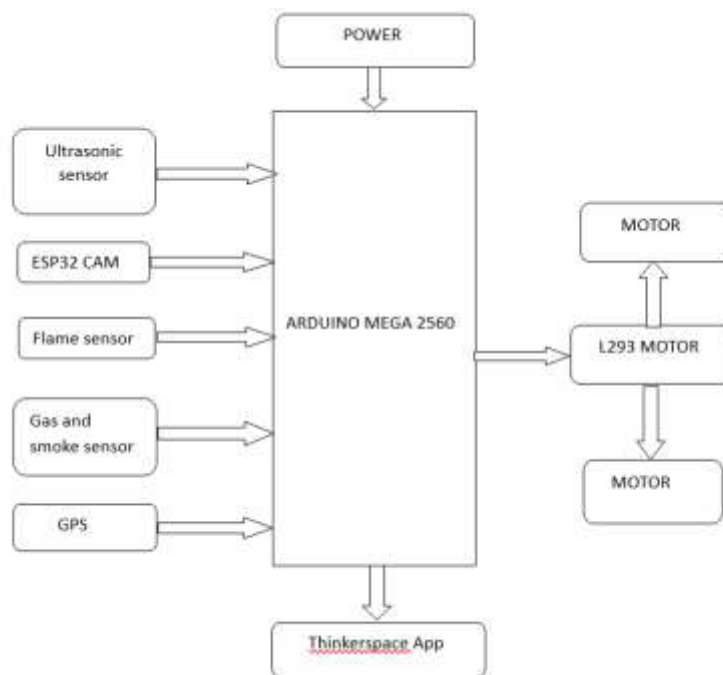 POWER
Ultrasonic
sensor
ESP32 CAM
Flame sensor
Gas and
smoke sensor
GPS
ARDUINO MEGA 2560
MOTOR
L293 MOTOR
MOTOR
Thinkerspace App